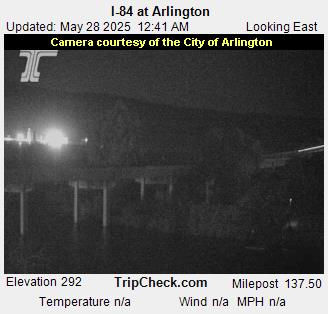 I-84 at Arlington
Updated: May 28 2025 12:41 AM Looking East
Camera courtesy of the City of Arlington
Elevation 292 TripCheck.com Milepost 137.50
Temperature n/a Wind n/a MPH n/a